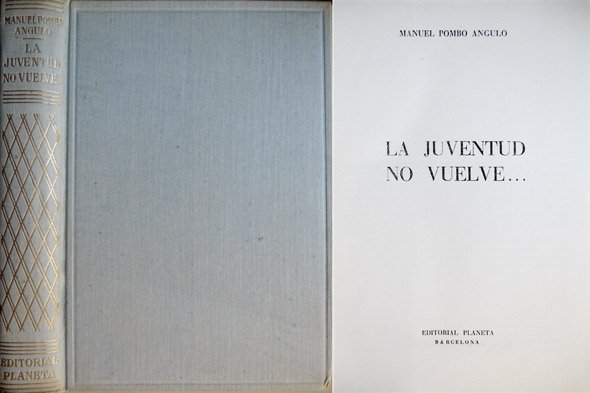 MANUEL POMBO
ANGULO
LA
JUVENTUD
NO VUELVE...
EDITORIAL
PLANETA
MANUEL POMBO ANGULO
LA JUVENTUD
NO VUELVE...
EDITORIAL PLANETA
BARCELONA